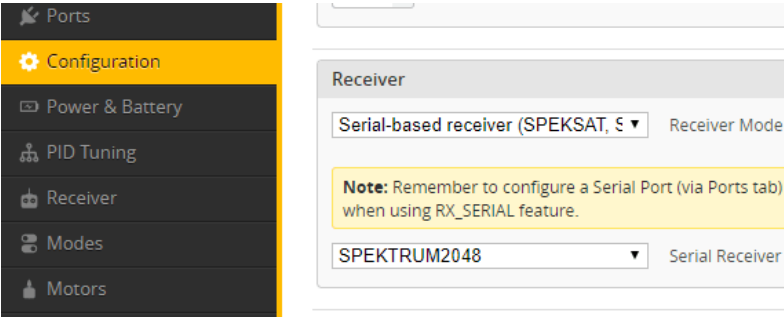 Ports
Configuration
Power & Battery
PID Tuning
Receiver
Modes
Motors
Receiver
Serial-based receiver (SPEKSAT, S Receiver Mode
Note: Remember to configure a Serial Port (via Ports tab)
when using RX_SERIAL feature.
SPEKTRUM2048 Serial Receiver